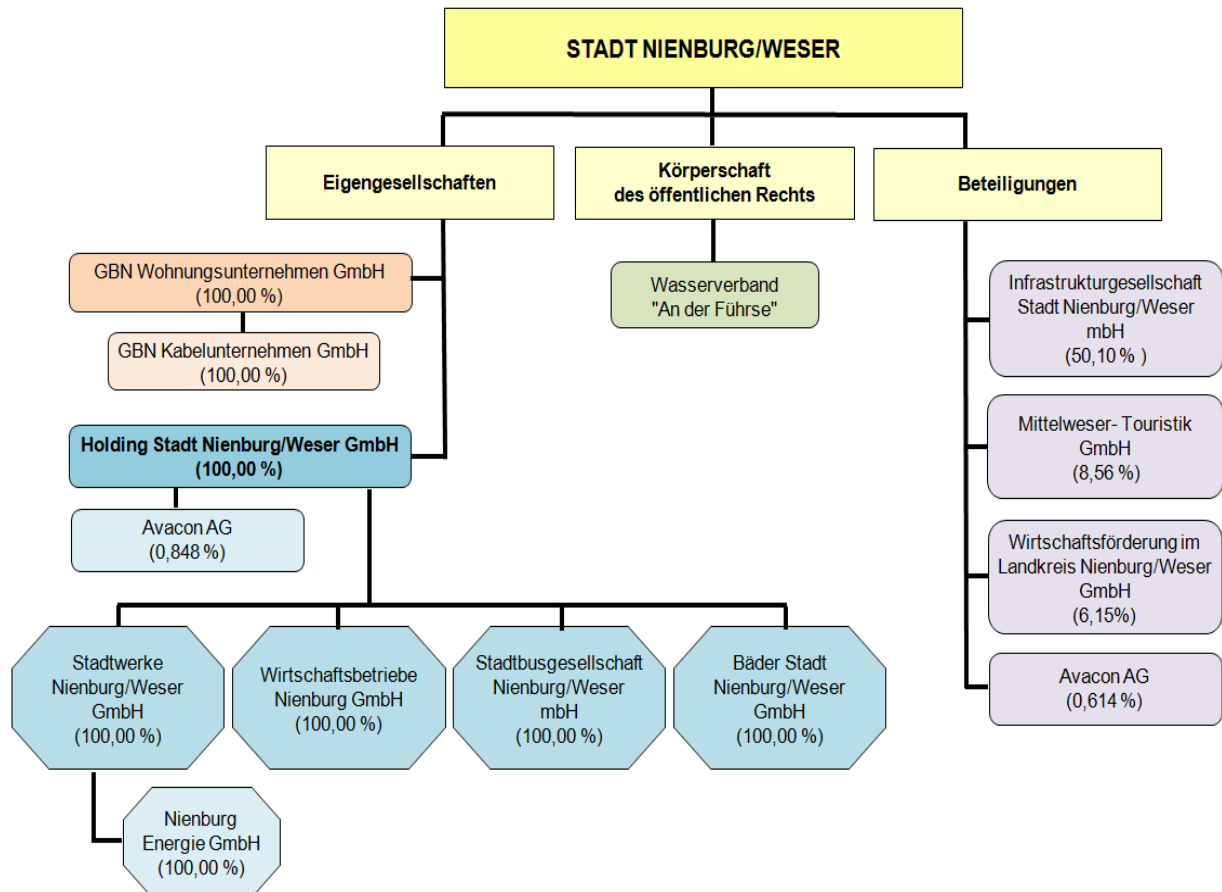 STADT NIENBURG/WESER
Eigengesellschaften
Körperschaft
des öffentlichen Rechts
Beteiligungen
GBN Wohnungsunternehmen GmbH
(100,00 %)
GBN Kabelunternehmen GmbH
(100,00 %)
Holding Stadt Nienburg/Weser GmbH
(100,00 %)
Avacon AG
(0,848 %)
Stadtwerke
Nienburg/Weser
GmbH
(100,00 %)
Wirtschaftsbetriebe
Nienburg GmbH
(100,00 %)
Stadtbusgesellschaft
Nienburg/Weser
mbH
(100,00 %)
Bäder Stadt
Nienburg/Weser
GmbH
(100,00 %)
Nienburg
Energie GmbH
(100,00 %)
Wasserverband
"An der Führse"
Infrastrukturgesellschaft
Stadt Nienburg/Weser
mbH
(50,10 % )
Mittelweser- Touristik
GmbH
(8,56 %)
Wirtschaftsförderung im
Landkreis Nienburg/Weser
GmbH
(6,15%)
Avacon AG
(0,614 %)